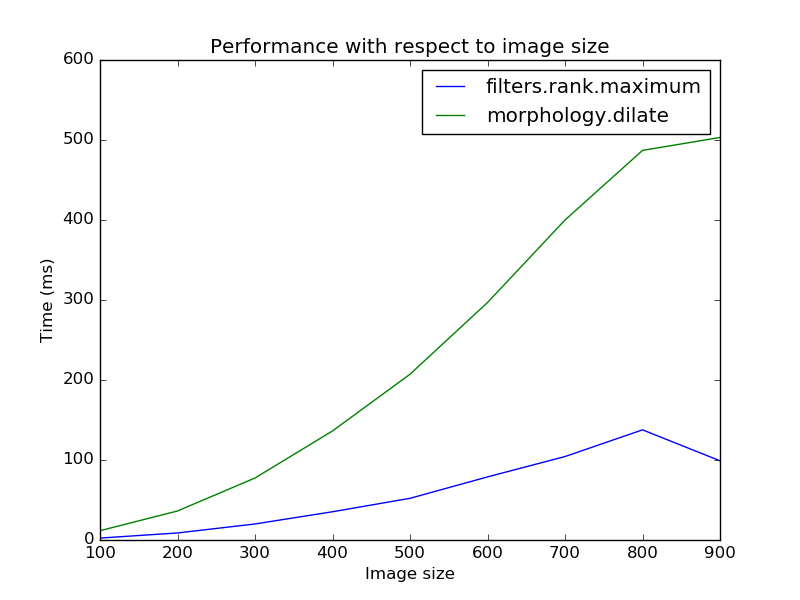 Performance with respect to image size
filters.rank.maximum
morphology.dilate
600
500
400
300
200
100
0
Time (ms)
100 200 300 400 500 600 700 800 900
Image size